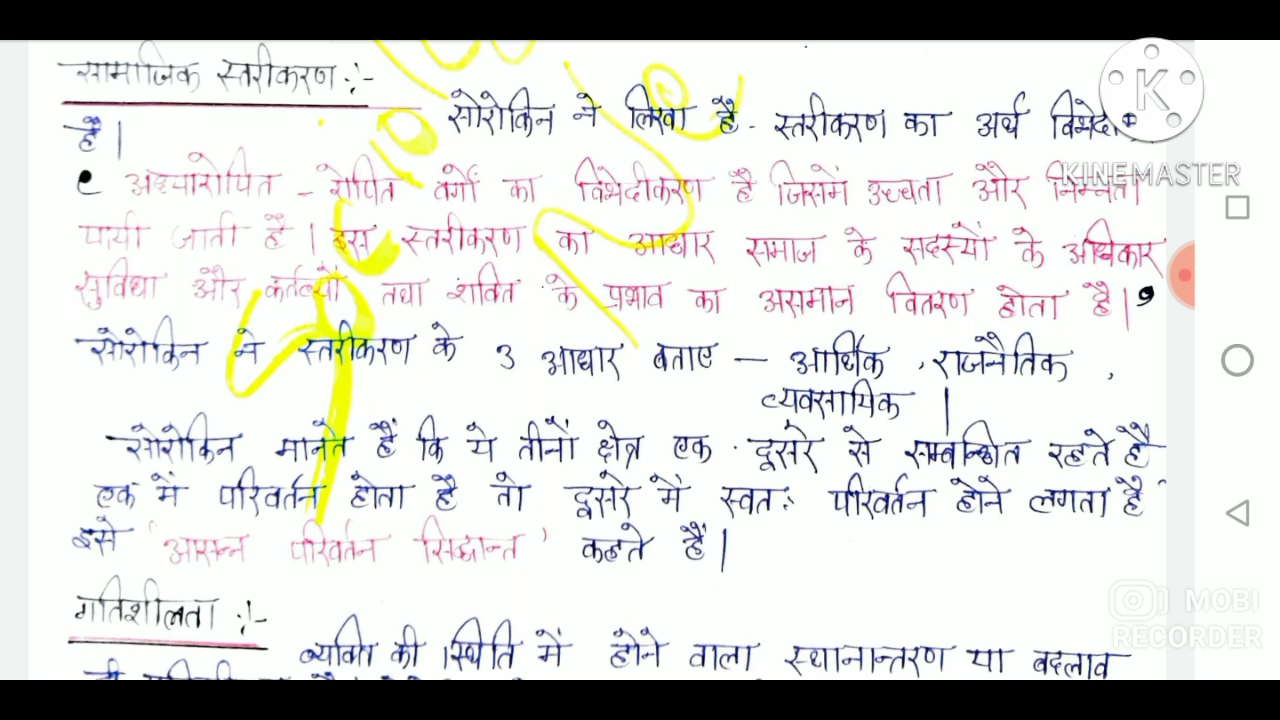 सामाजिक स्तरीकरण :-
सोरोकिन ने लिखा है - स्तरीकरण का अर्थ
है।
अध्यारोपित - रोपित वर्गों का विभेदीकरण है जिसमें उच्चता और निम्नता
पायी जाती है। इस स्तरीकरण का आधार समाज के सदस्यों के अधिकार
सुविधा और कर्तव्यों तथा शक्ति के प्रभाव का असमान वितरण होता है।
सोरोकिन ने स्तरीकरण के 3 आधार बताए — आर्थिक, राजनैतिक,
व्यवसायिक।
सोरोकिन मानते हैं कि ये तीनों क्षेत्र एक दूसरे से सम्बन्धित रहते है
एक में परिवर्तन होता है तो दूसरे में स्वतः परिवर्तन होने लगता है
इसे 'आसन्न परिवर्तन सिद्धान्त' कहते हैं।
गतिशीलता :-
व्यक्ति की स्थिति में होने वाला स्थानान्तरण या बदलाव
K
KINEMASTER
MOBI
RECORDER